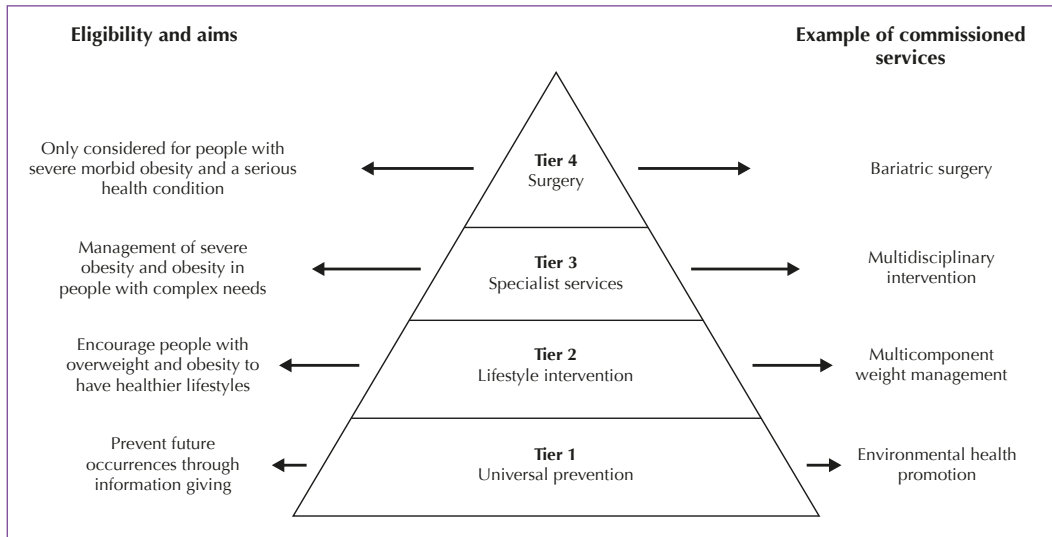 Eligibility and aims
Example of commissioned
services
Only considered for people with
severe morbid obesity and a serious
health condition
Tier 4
Surgery
Bariatric surgery
Management of severe
obesity and obesity in
people with complex needs
Tier 3
Specialist services
Multidisciplinary
intervention
Encourage people with
overweight and obesity to
have healthier lifestyles
Tier 2
Lifestyle intervention
Multicomponent
weight management
Prevent future
occurrences through
information giving
Tier 1
Universal prevention
Environmental health
promotion